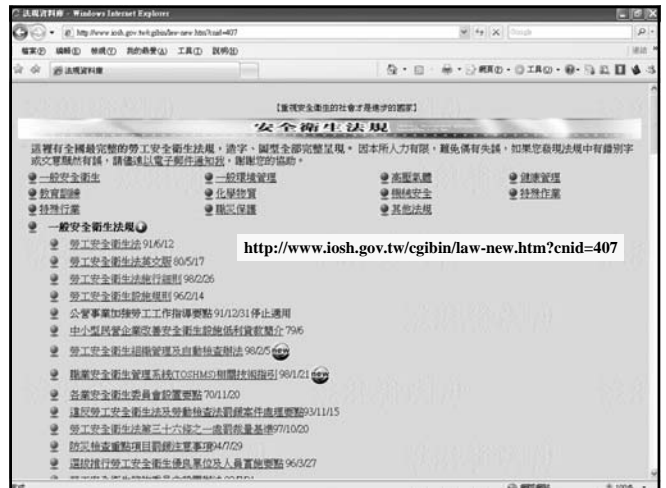 法規資料庫 - Windows Internet Explorer
Google
檔案(F) 編輯(E) 檢視(V) 我的最愛(A) 工具(T) 說明(H)
法規資料庫
網頁(P) 工具(O)
【重視安全衛生的社會才是進步的國家】
安全衛生法規
這裡有全國最完整的勞工安全衛生法規,造字、圖型全部完整呈現。因本所人力有限,難免偶有失誤,如果您發現法規中有錯別字
或文意顯然有誤,請儘速以電子郵件通知我,謝謝您的協助。
一般安全衛生 一般環境管理 高壓氣體 健康管理
教育訓練 化學物質 機械安全 特殊作業
特殊行業 職災保護 其他法規
一般安全衛生法規
http://www.iosh.gov.tw/cgibin/law-new.htm?cnid=407
勞工安全衛生法 91/6/12
勞工安全衛生法英文版 80/5/17
勞工安全衛生法施行細則 98/2/26
勞工安全衛生設施規則 96/2/14
公營事業加強勞工工作指導要點 91/12/31停止適用
中小型民營企業改善安全衛生設施低利貸款簡介 79/6
勞工安全衛生組織管理及自動檢查辦法 98/2/5 new
職業安全衛生管理系統(TOSHMS)相關技術指引 98/1/21 new
各業安全衛生委員會設置要點 70/11/20
違反勞工安全衛生法及勞動檢查法罰鍰案件處理要點93/11/15
勞工安全衛生法第三十六條之一處罰裁量基準97/10/20
防災檢查重點項目罰鍰注意事項94/7/29
選拔推行勞工安全衛生優良單位及人員實施要點 96/3/27
100%